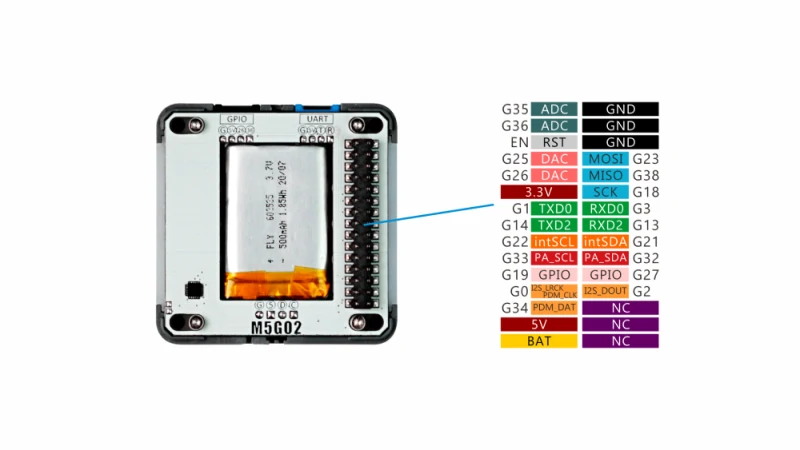 GPIO
UART
FLY 605535 3.7V
500mAh 1.85Wh 20/07
+
-
G S D C
M5G02
G35 ADC GND
G36 ADC GND
EN RST GND
G25 DAC MOSI G23
G26 DAC MISO G38
3.3V SCK G18
G1 TXD0 RXD0 G3
G14 TXD2 RXD2 G13
G22 intSCL intSDA G21
G33 PA_SCL PA_SDA G32
G19 GPIO GPIO G27
G0 I2S_LRCK PDM_CLK I2S_DOUT G2
G34 PDM_DAT NC
5V NC
BAT NC